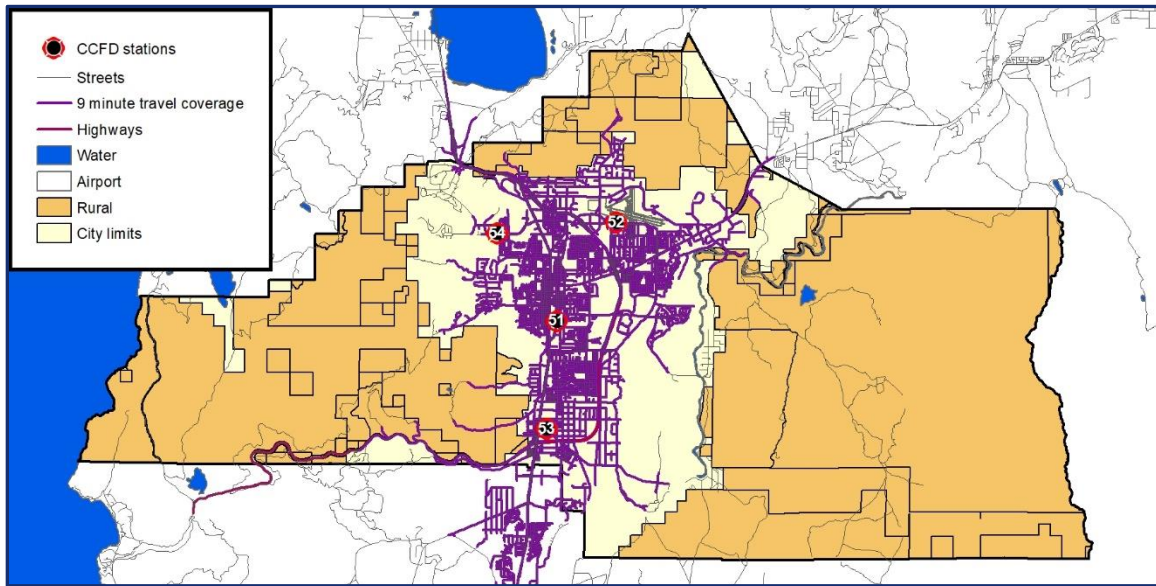 CCFD stations
Streets
9 minute travel coverage
Highways
Water
Airport
Rural
City limits
54
52
51
53